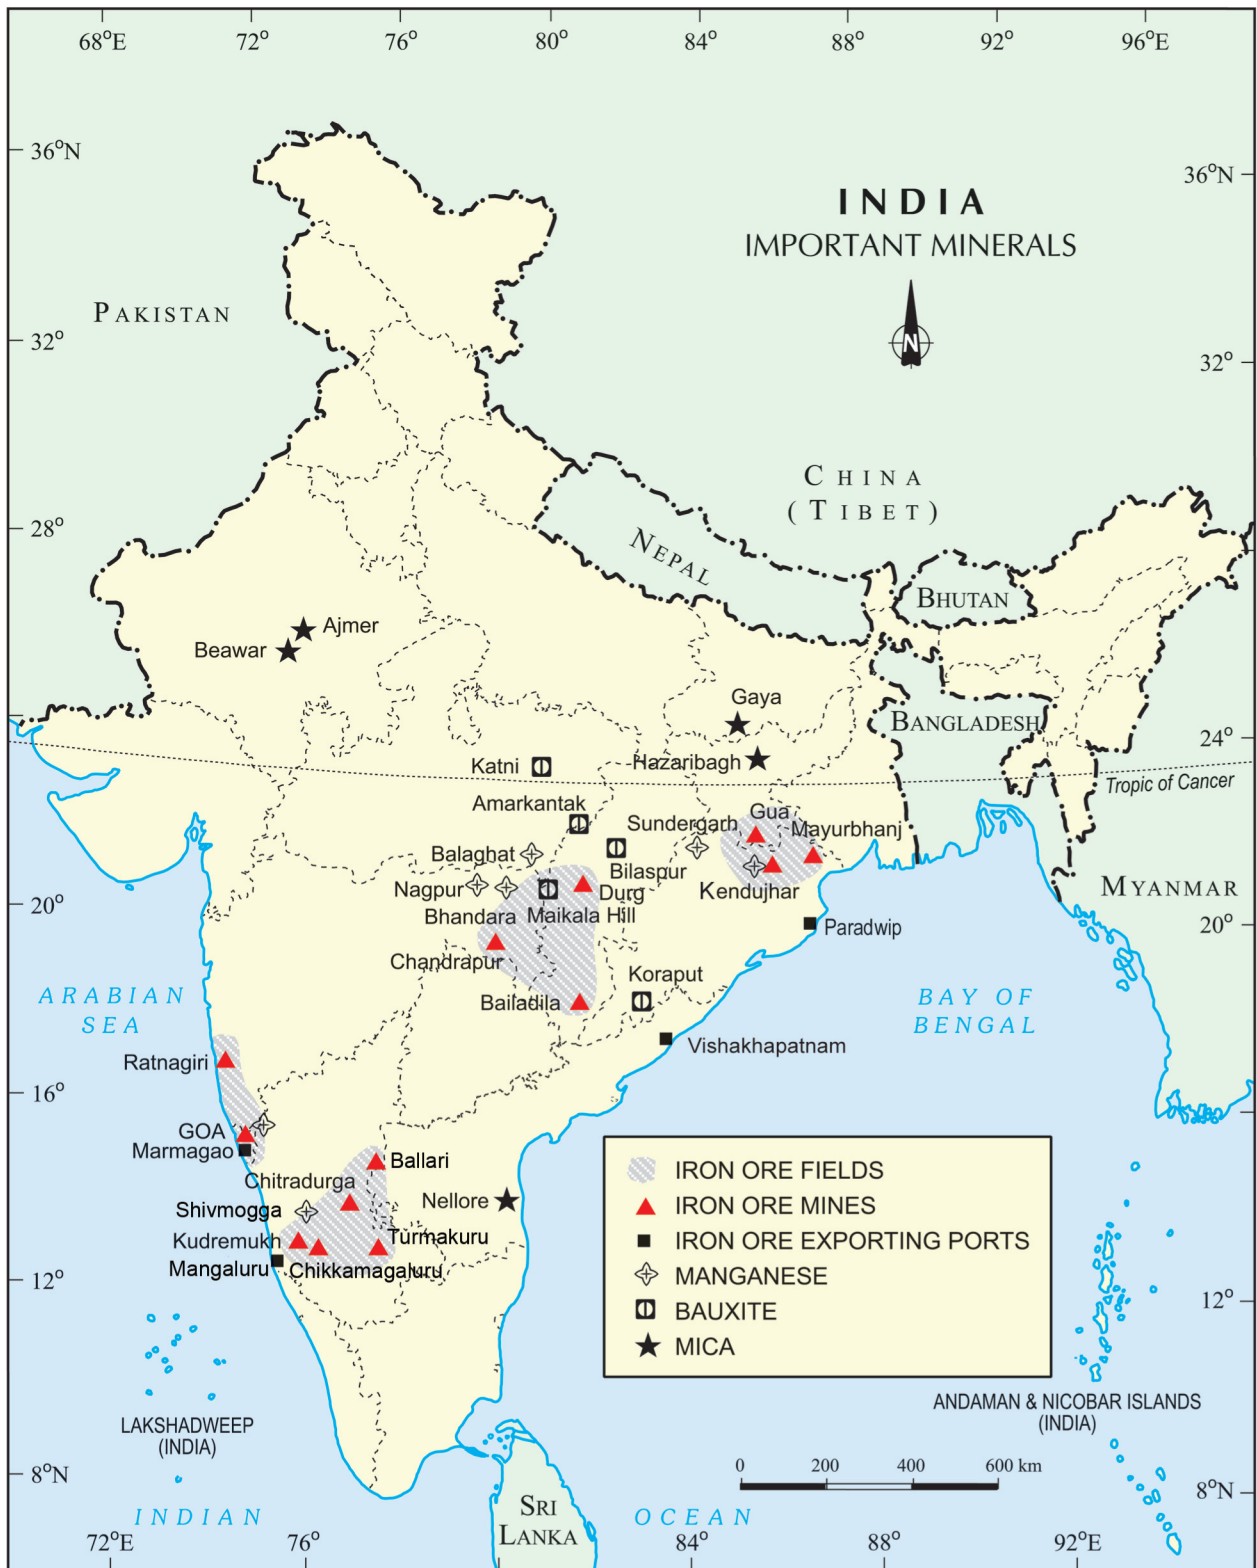 68°E 72° 76° 80° 84° 88° 92° 96°E
36°N
36°N
INDIA
IMPORTANT MINERALS
N
PAKISTAN
32°
32°
CHINA
(TIBET)
28°
NEPAL
BHUTAN
Ajmer
Beawar
Gaya
BANGLADESH
24°
Katni
Hazaribagh
Tropic of Cancer
Amarkantak
Sundergarh
Gua
Mayurbhanj
Balaghat
Bilaspur
Nagpur
Durg
Kendujhar
MYANMAR
20°
Bhandara
Maikala Hill
Paradwip
20°
Chandrapur
Koraput
ARABIAN
SEA
Bailadila
BAY OF
BENGAL
Vishakhapatnam
Ratnagiri
16°
GOA
Marmagao
Ballari
Chitradurga
Shivmogga
Nellore
Kudremukh
Turmakuru
Mangaluru
Chikkamagaluru
IRON ORE FIELDS
IRON ORE MINES
IRON ORE EXPORTING PORTS
MANGANESE
BAUXITE
MICA
12°
12°
LAKSHADWEEP
(INDIA)
ANDAMAN & NICOBAR ISLANDS
(INDIA)
0 200 400 600 km
8°N
8°N
INDIAN
OCEAN
SRI
LANKA
72°E 76° 84° 88° 92°E